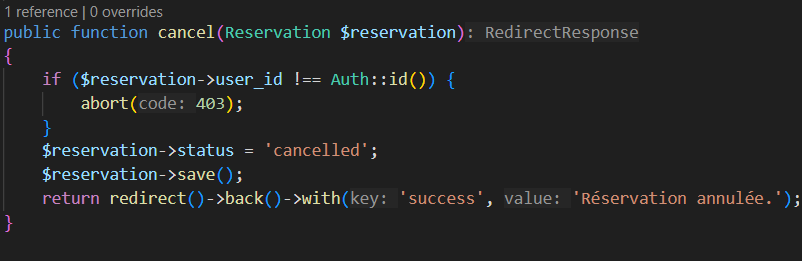 1 reference | 0 overrides
public function cancel(Reservation $reservation): RedirectResponse
{
    if ($reservation->user_id !== Auth::id()) {
        abort(code: 403);
    }
    $reservation->status = 'cancelled';
    $reservation->save();
    return redirect()->back()->with(key: 'success', value: 'Réservation annulée.');
}